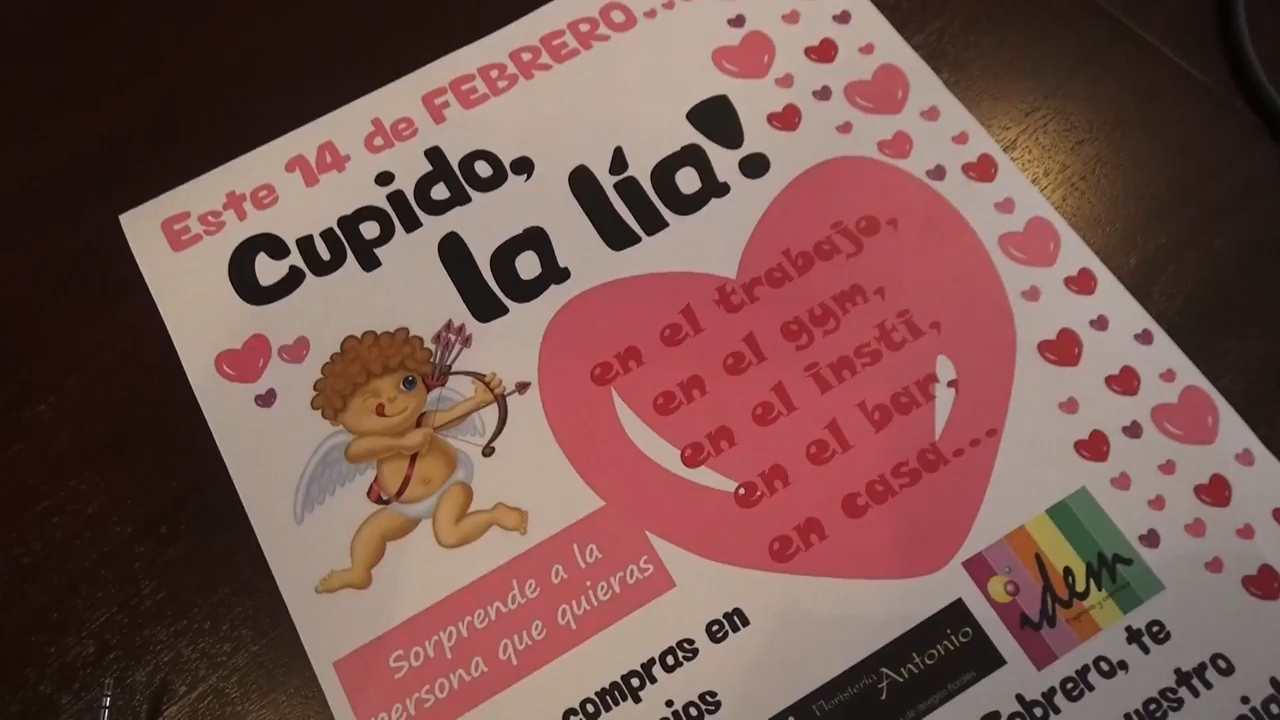 Este 14 de FEBRERO...
Cupido,
la lía!
en el trabajo,
en el gym,
en el insti,
en el bar,
en casa...
Sorprende a la
persona que quieras
compras en
idem
Floristería Antonio
Febrero, te